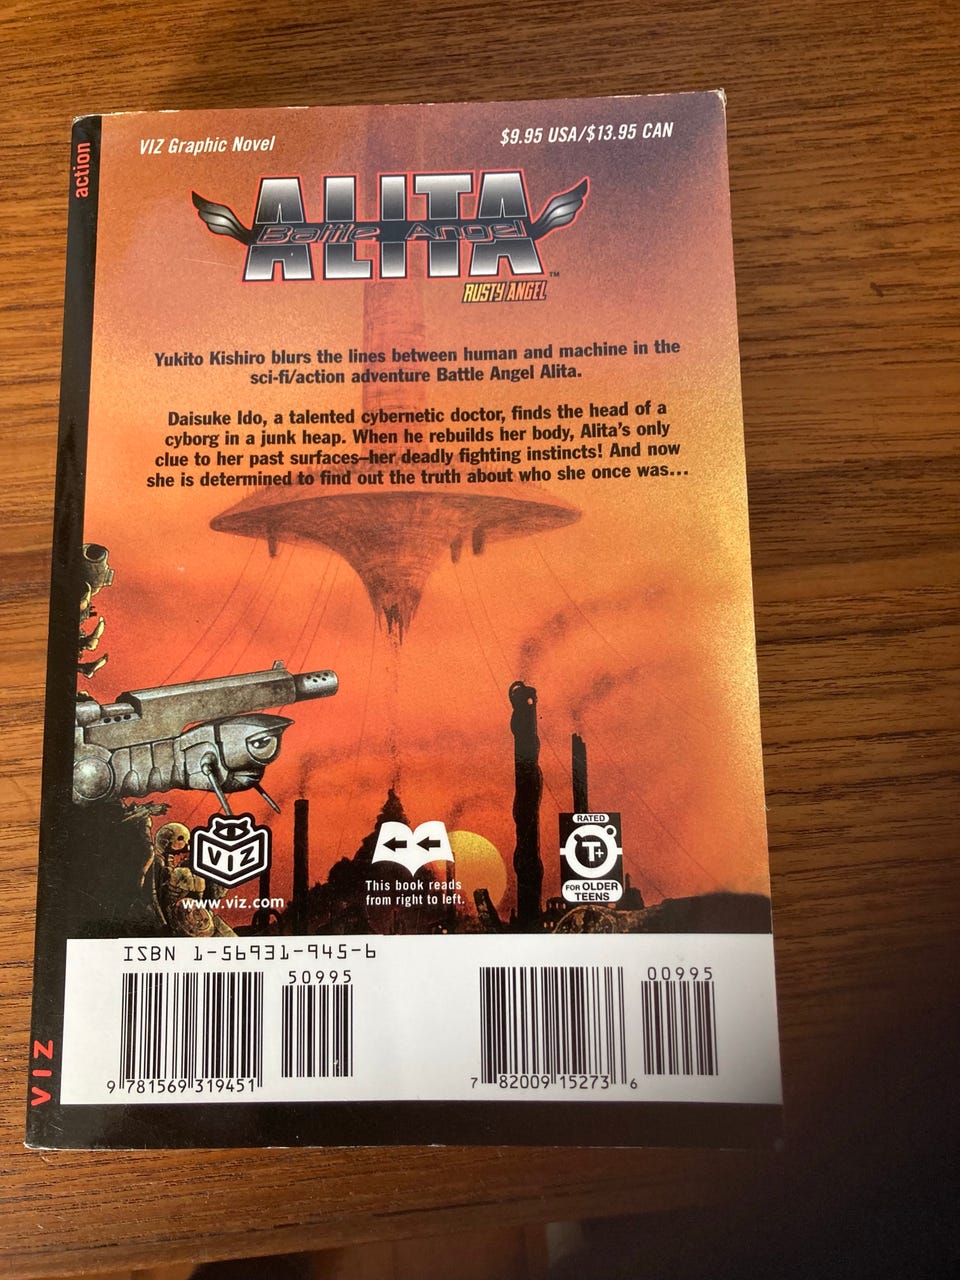 action
VIZ Graphic Novel
$9.95 USA/$13.95 CAN
ALITA
Battle Angel
™
RUSTY ANGEL
Yukito Kishiro blurs the lines between human and machine in the
sci-fi/action adventure Battle Angel Alita.
Daisuke Ido, a talented cybernetic doctor, finds the head of a
cyborg in a junk heap. When he rebuilds her body, Alita's only
clue to her past surfaces–her deadly fighting instincts! And now
she is determined to find out the truth about who she once was...
VIZ
www.viz.com
This book reads
from right to left.
RATED
T+
FOR OLDER
TEENS
ISBN 1-56931-945-6
50995
9 781569 319451
00995
7 82009 15273 6
VIZ